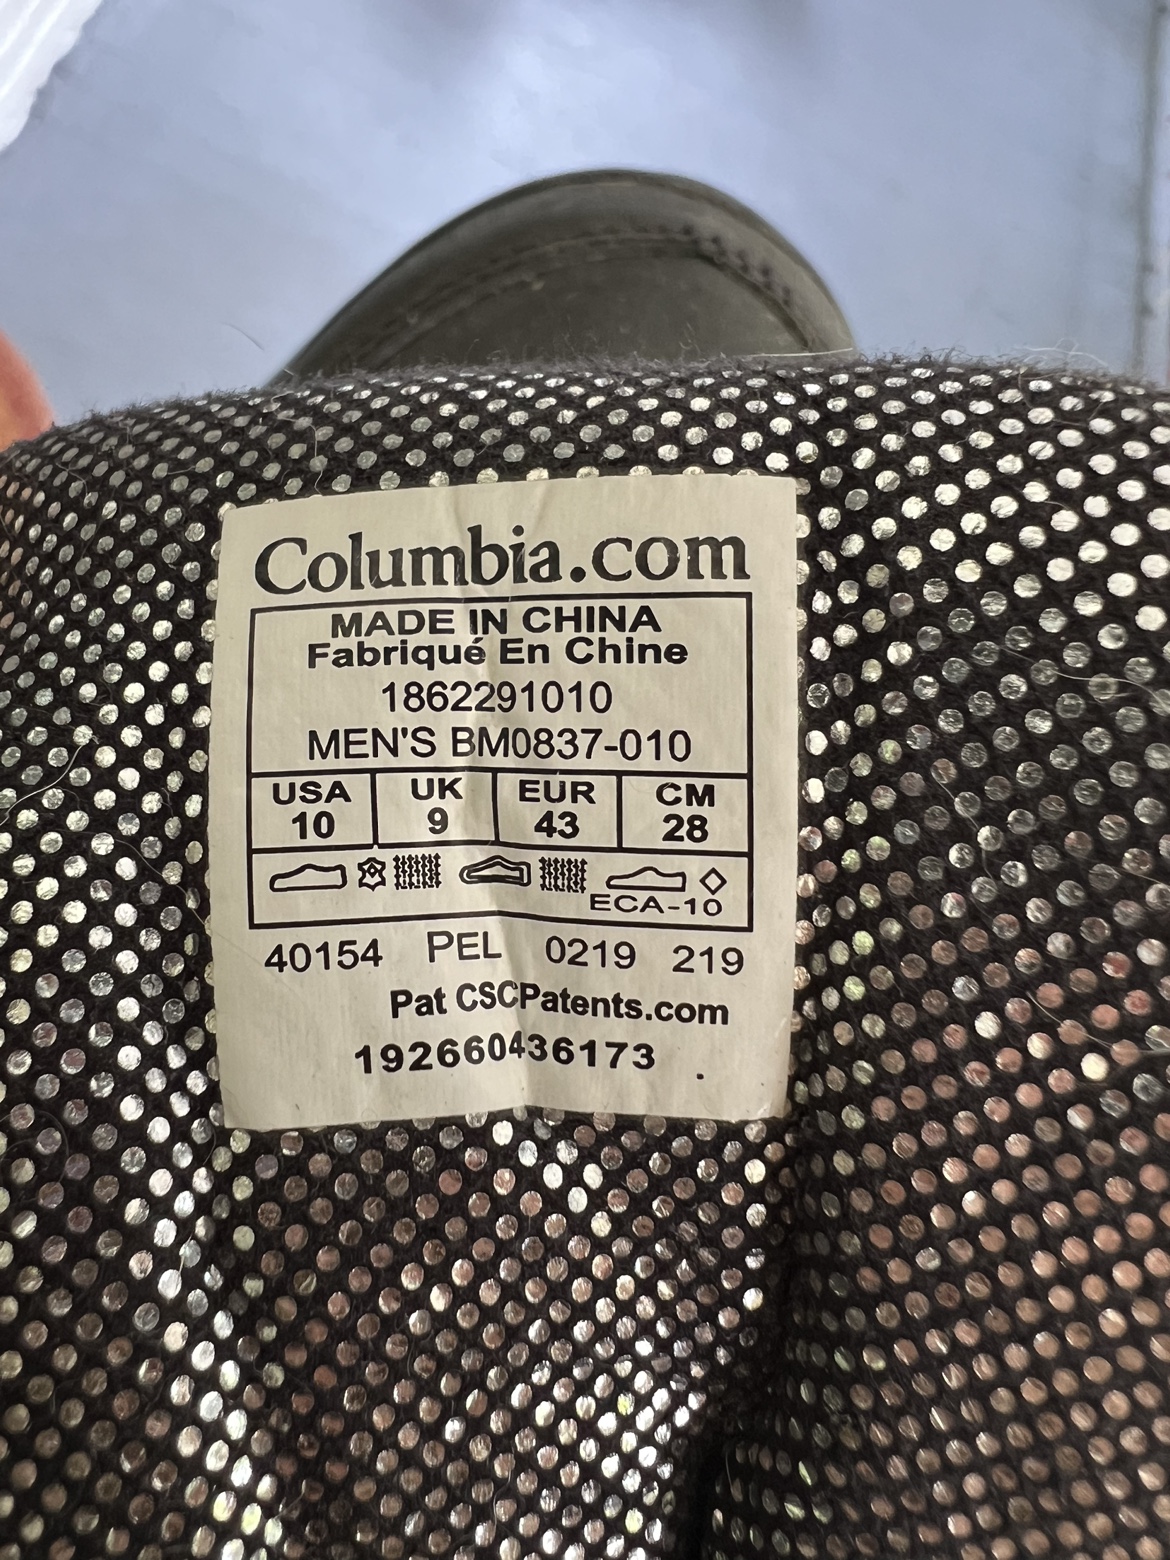 Columbia.com
MADE IN CHINA
Fabriqué En Chine
1862291010
MEN'S BM0837-010
USA UK EUR CM
10 9 43 28
ECA-10
40154 PEL 0219 219
Pat CSCPatents.com
192660436173